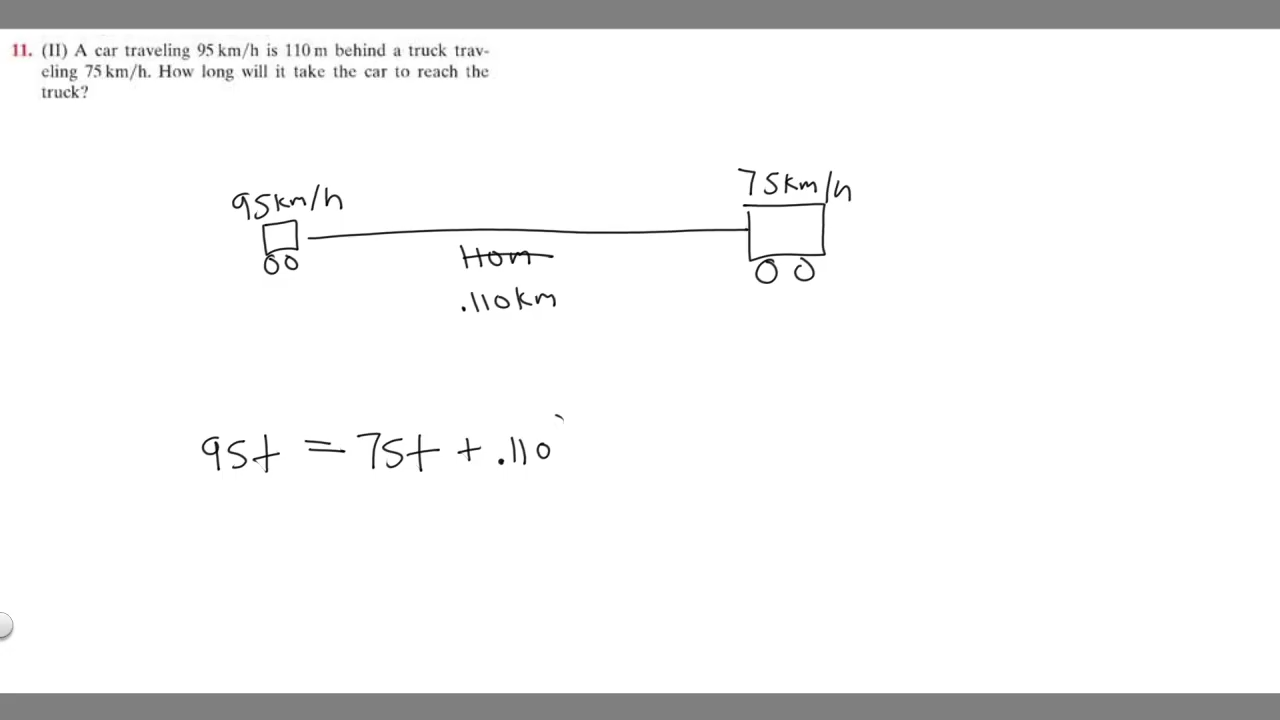 11. (II) A car traveling 95 km/h is 110 m behind a truck trav-
eling 75 km/h. How long will it take the car to reach the
truck?
95km/h
75km/h
110m
.110km
95t = 75t + .110